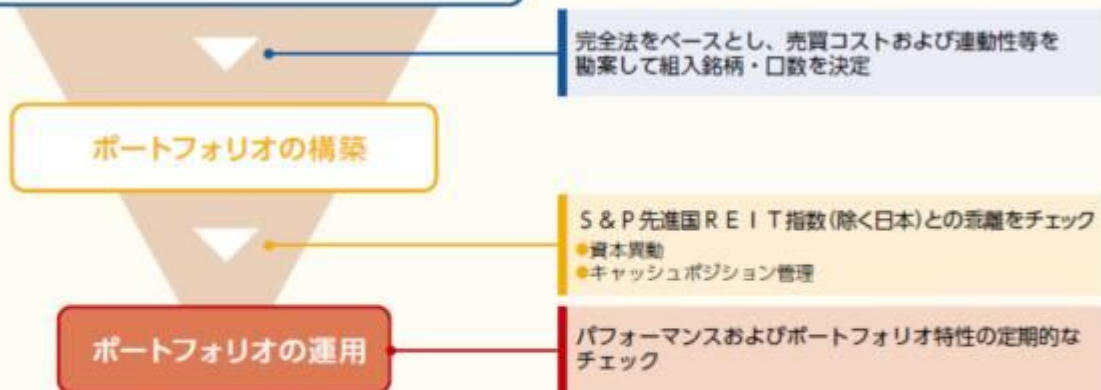 完全法をベースとし、売買コストおよび連動性等を
勘案して組入銘柄・口数を決定
ポートフォリオの構築
S&P先進国REIT指数(除く日本)との乖離をチェック
●資本異動
●キャッシュポジション管理
ポートフォリオの運用
パフォーマンスおよびポートフォリオ特性の定期的な
チェック